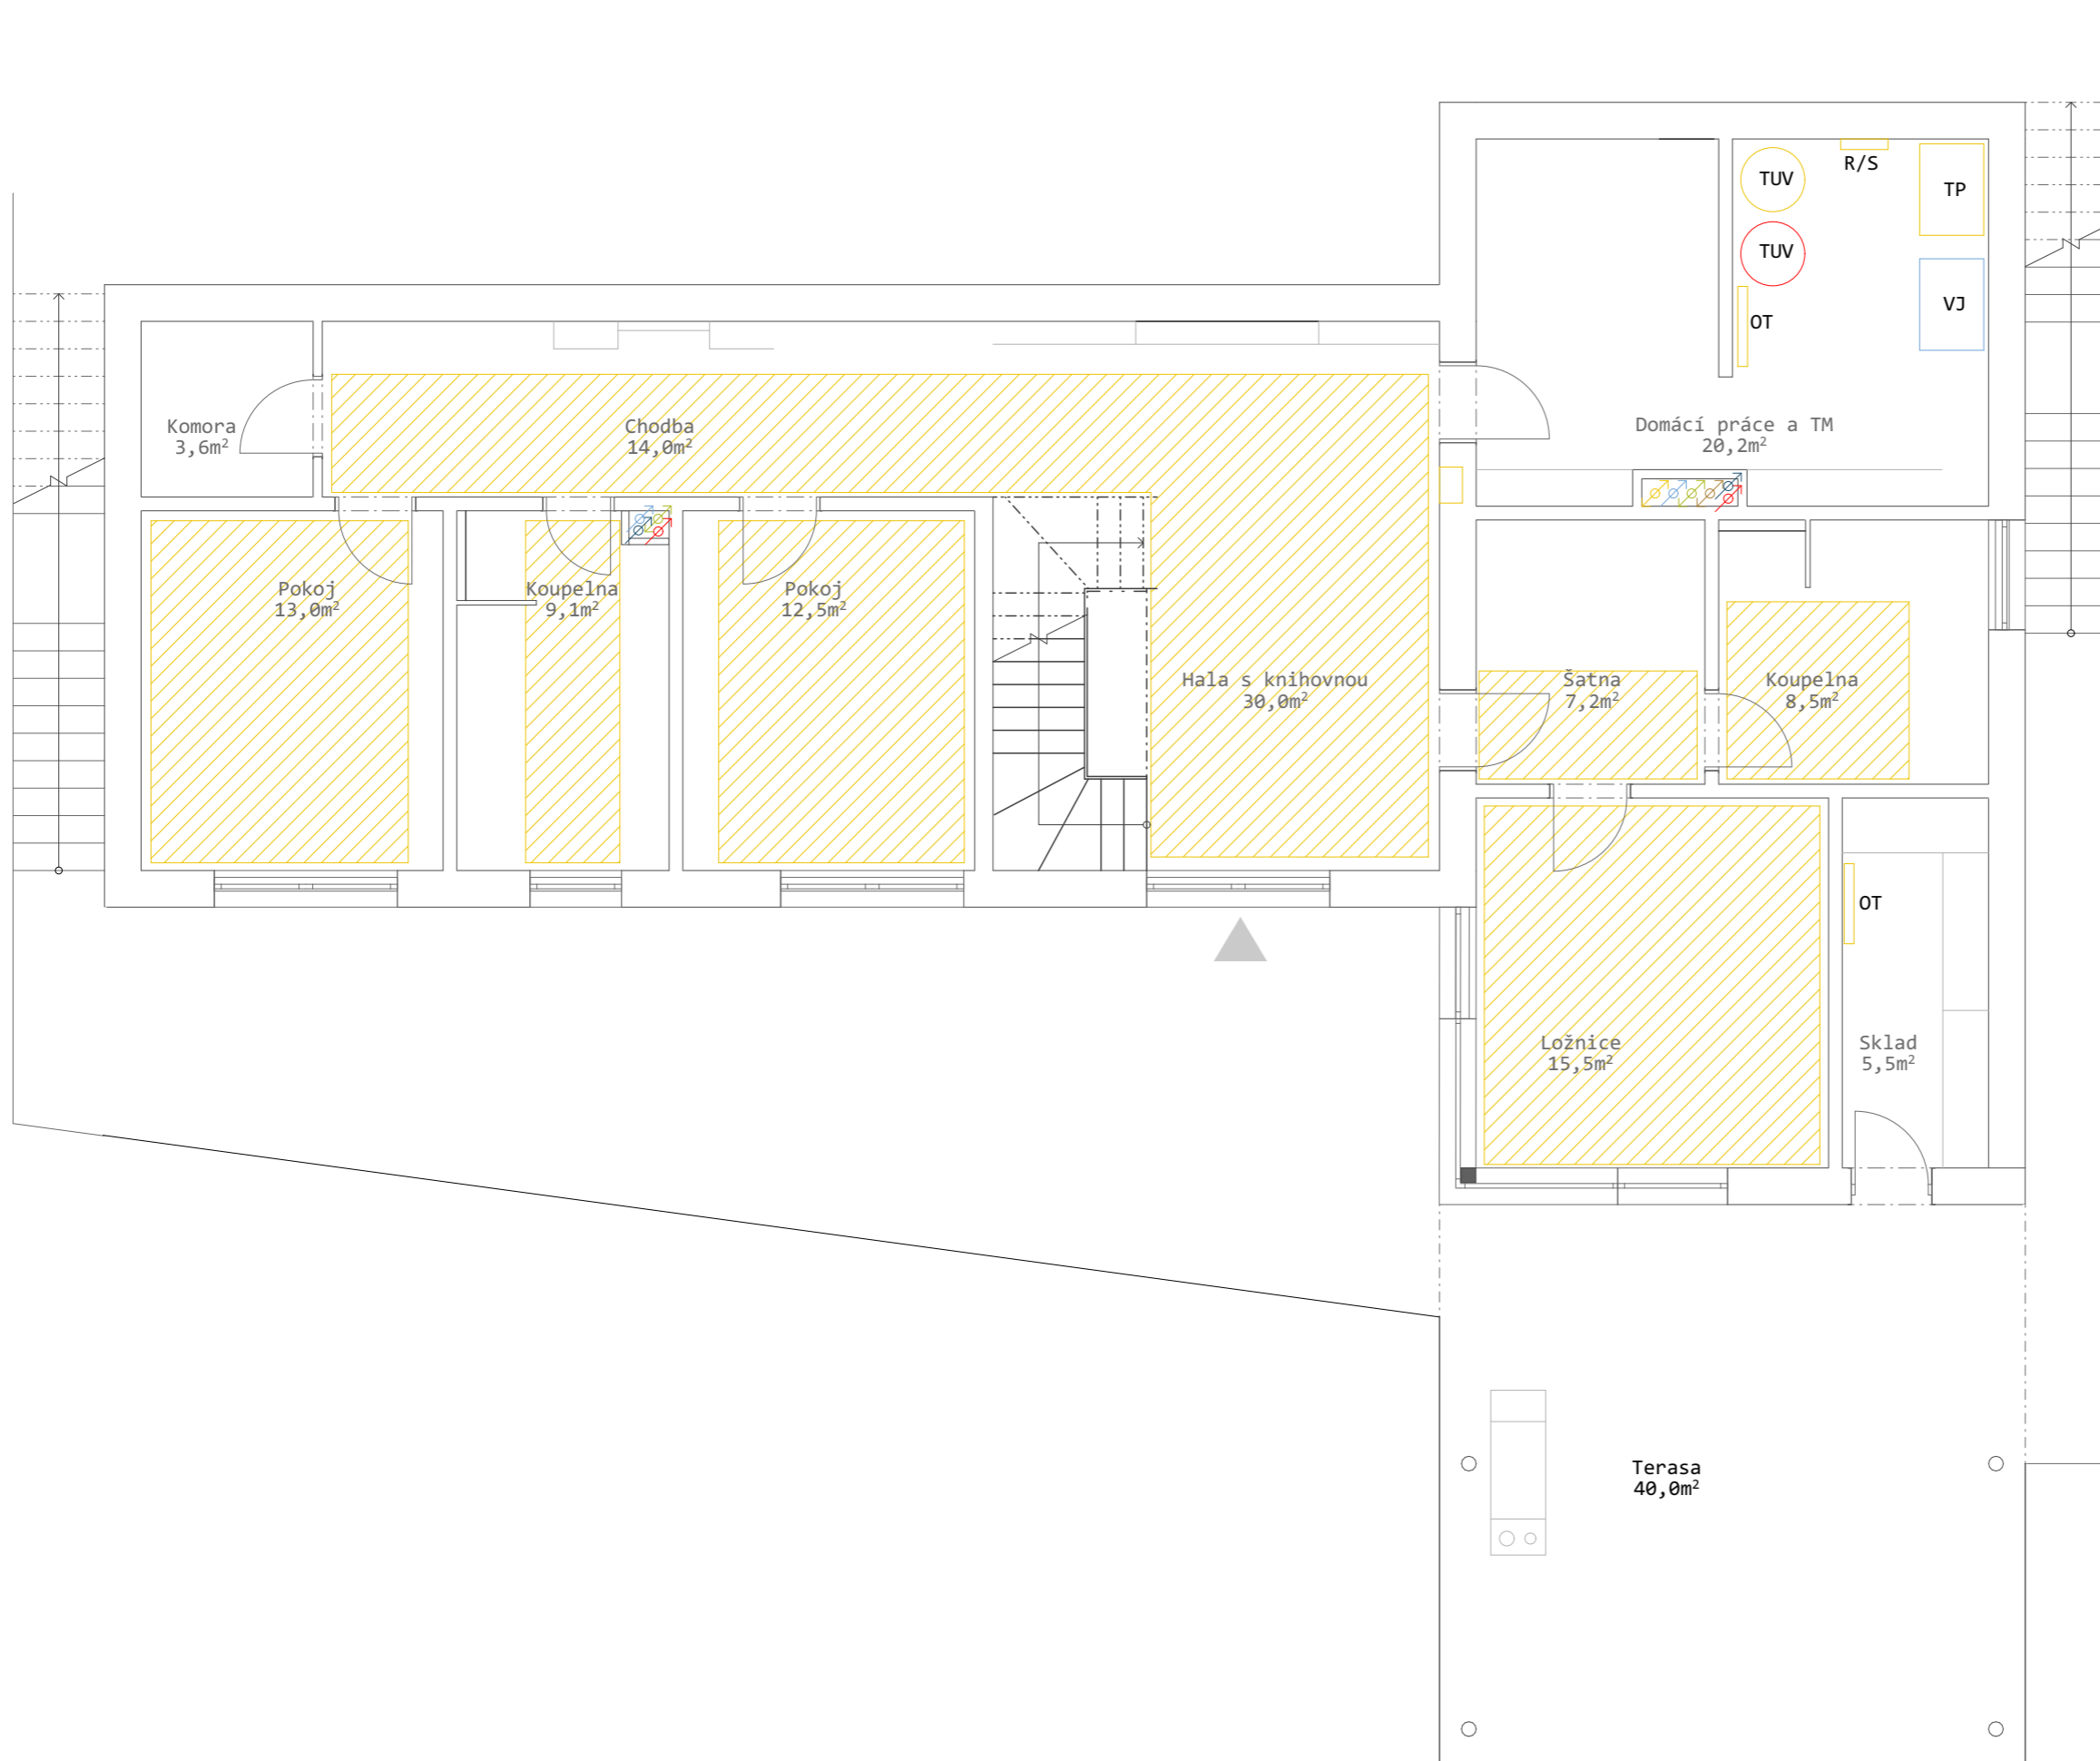 TUV
R/S
TP
TUV
VJ
OT
Komora
3,6m²
Chodba
14,0m²
Domácí práce a TM
20,2m²
Pokoj
13,0m²
Koupelna
9,1m²
Pokoj
12,5m²
Hala s knihovnou
30,0m²
Šatna
7,2m²
Koupelna
8,5m²
OT
Ložnice
15,5m²
Sklad
5,5m²
Terasa
40,0m²